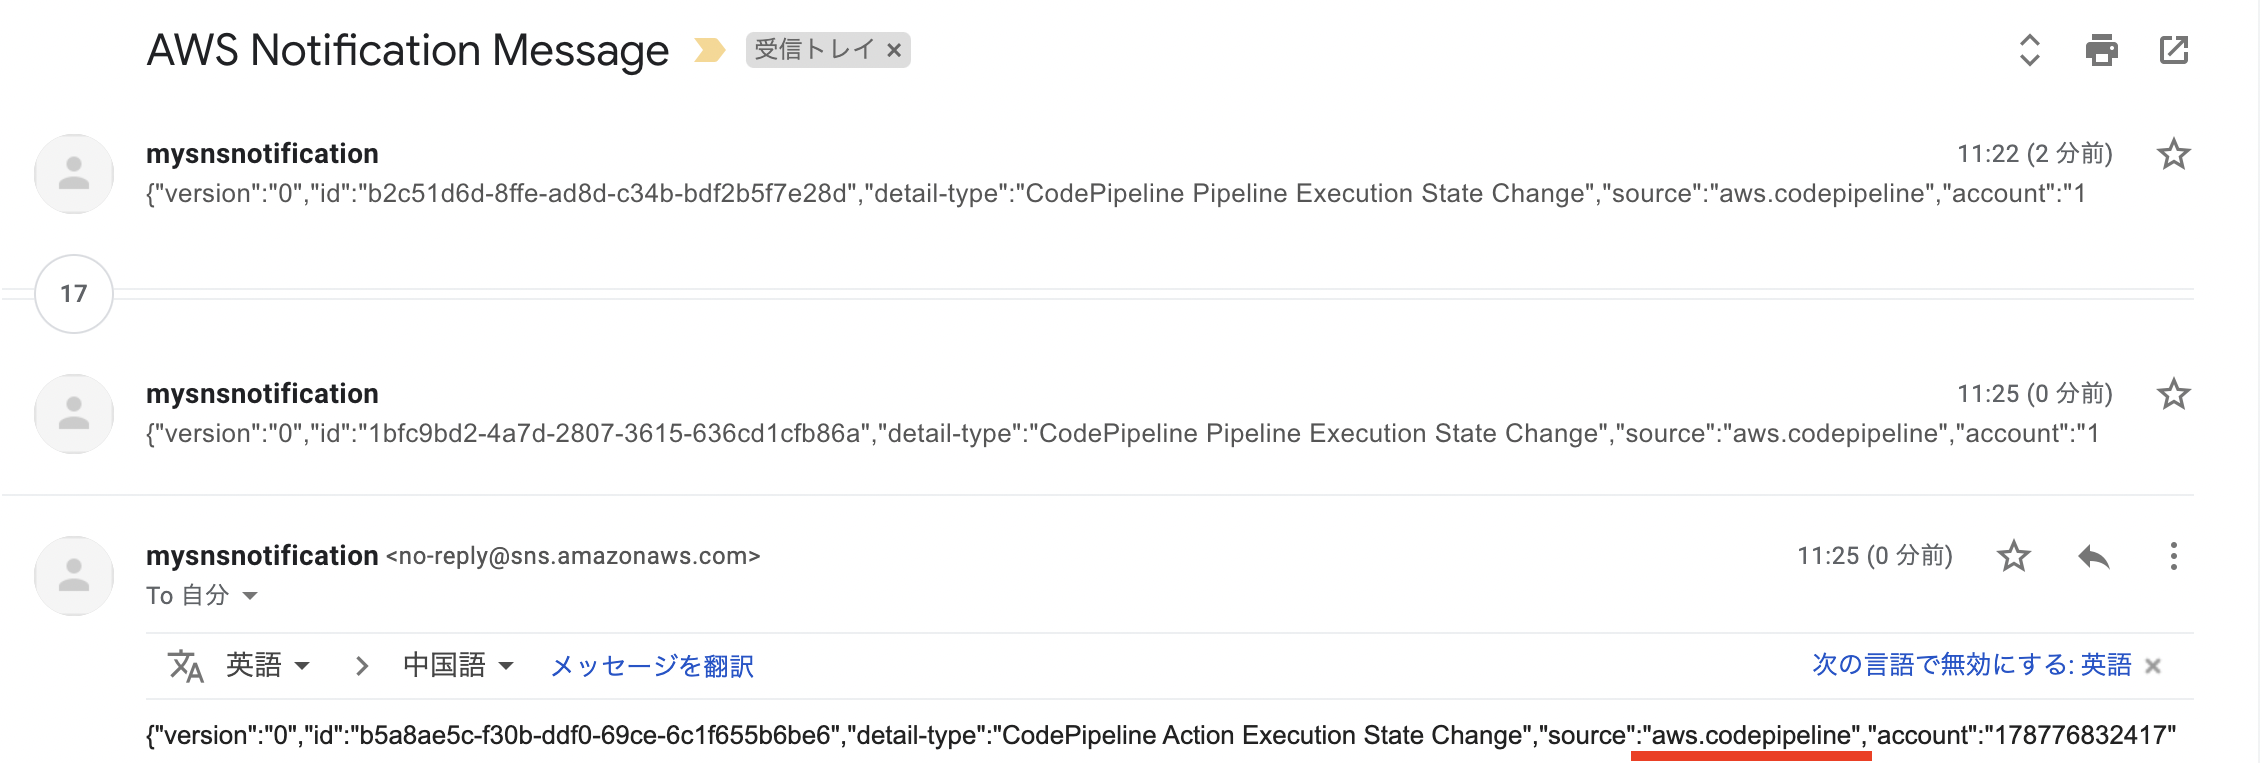 AWS Notification Message 受信トレイ ×
mysnsnotification 11:22 (2 分前)
{"version":"0","id":"b2c51d6d-8ffe-ad8d-c34b-bdf2b5f7e28d","detail-type":"CodePipeline Pipeline Execution State Change","source":"aws.codepipeline","account":"1
17
mysnsnotification 11:25 (0 分前)
{"version":"0","id":"1bfc9bd2-4a7d-2807-3615-636cd1cfb86a","detail-type":"CodePipeline Pipeline Execution State Change","source":"aws.codepipeline","account":"1
mysnsnotification <no-reply@sns.amazonaws.com> 11:25 (0 分前)
To 自分
英語 > 中国語 メッセージを翻訳 次の言語で無効にする: 英語 ×
{"version":"0","id":"b5a8ae5c-f30b-ddf0-69ce-6c1f655b6be6","detail-type":"CodePipeline Action Execution State Change","source":"aws.codepipeline","account":"178776832417"